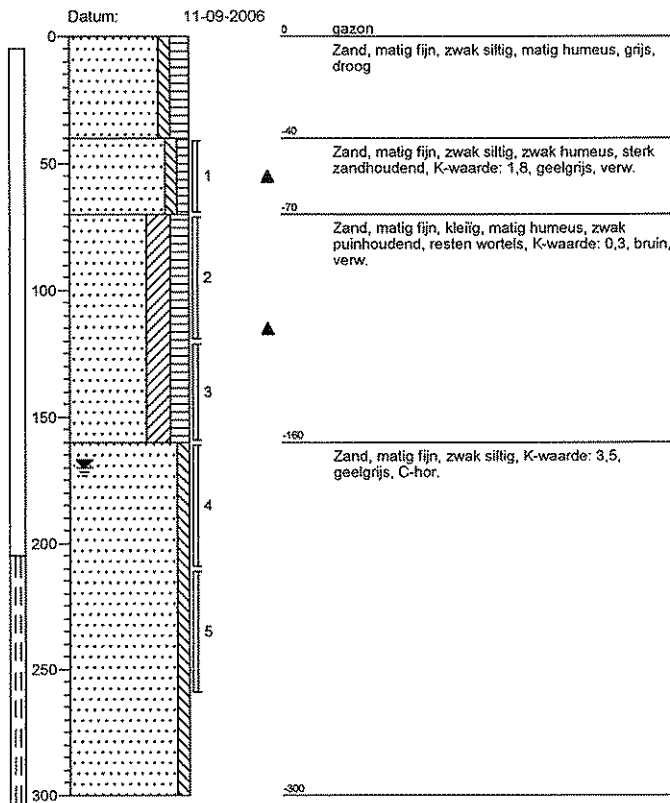 Datum: 11-09-2006
0
0 gazon
Zand, matig fijn, zwak siltig, matig humeus, grijs,
droog
-40
Zand, matig fijn, zwak siltig, zwak humeus, sterk
zandhoudend, K-waarde: 1,8, geelgrijs, verw.
50
1
-70
Zand, matig fijn, kleiïg, matig humeus, zwak
puinhoudend, resten wortels, K-waarde: 0,3, bruin,
verw.
2
100
3
150
-160
Zand, matig fijn, zwak siltig, K-waarde: 3,5,
geelgrijs, C-hor.
4
200
5
250
300
-300